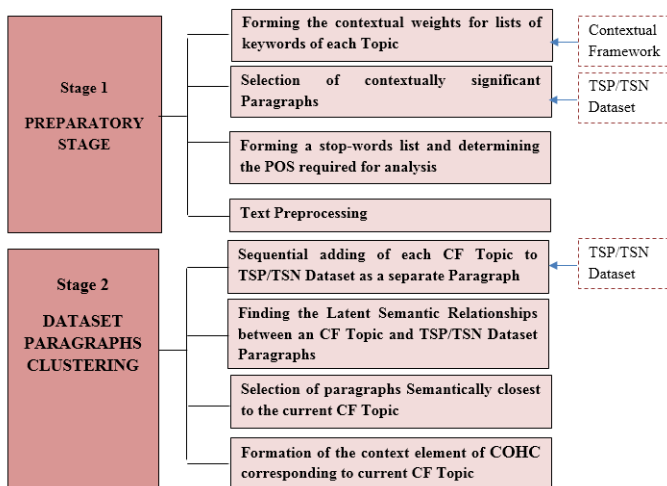 Stage 1
PREPARATORY
STAGE
Forming the contextual weights for lists of
keywords of each Topic
Contextual
Framework
Selection of contextually significant
Paragraphs
TSP/TSN
Dataset
Forming a stop-words list and determining
the POS required for analysis
Text Preprocessing
Stage 2
DATASET
PARAGRAPHS
CLUSTERING
Sequential adding of each CF Topic to
TSP/TSN Dataset as a separate Paragraph
TSP/TSN
Dataset
Finding the Latent Semantic Relationships
between an CF Topic and TSP/TSN Dataset
Paragraphs
Selection of paragraphs Semantically closest
to the current CF Topic
Formation of the context element of COHC
corresponding to current CF Topic